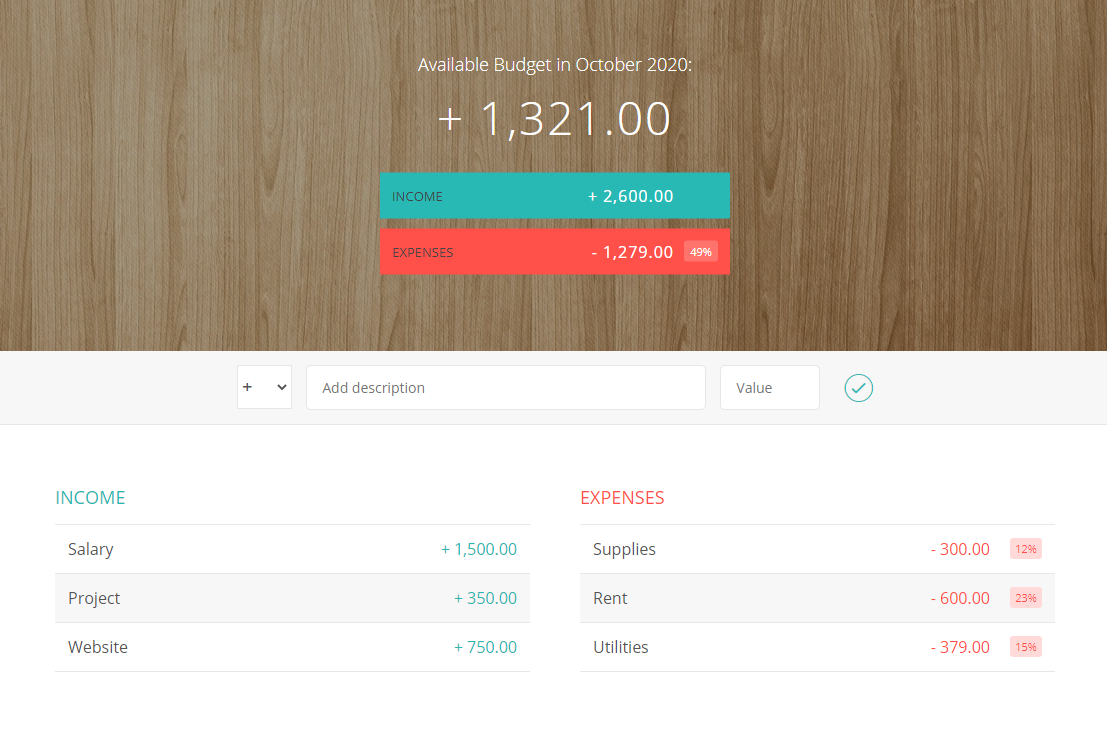 Available Budget in October 2020:
+ 1,321.00
INCOME + 2,600.00
EXPENSES - 1,279.00 49%
+ Add description Value
INCOME
Salary + 1,500.00
Project + 350.00
Website + 750.00
EXPENSES
Supplies - 300.00 12%
Rent - 600.00 23%
Utilities - 379.00 15%